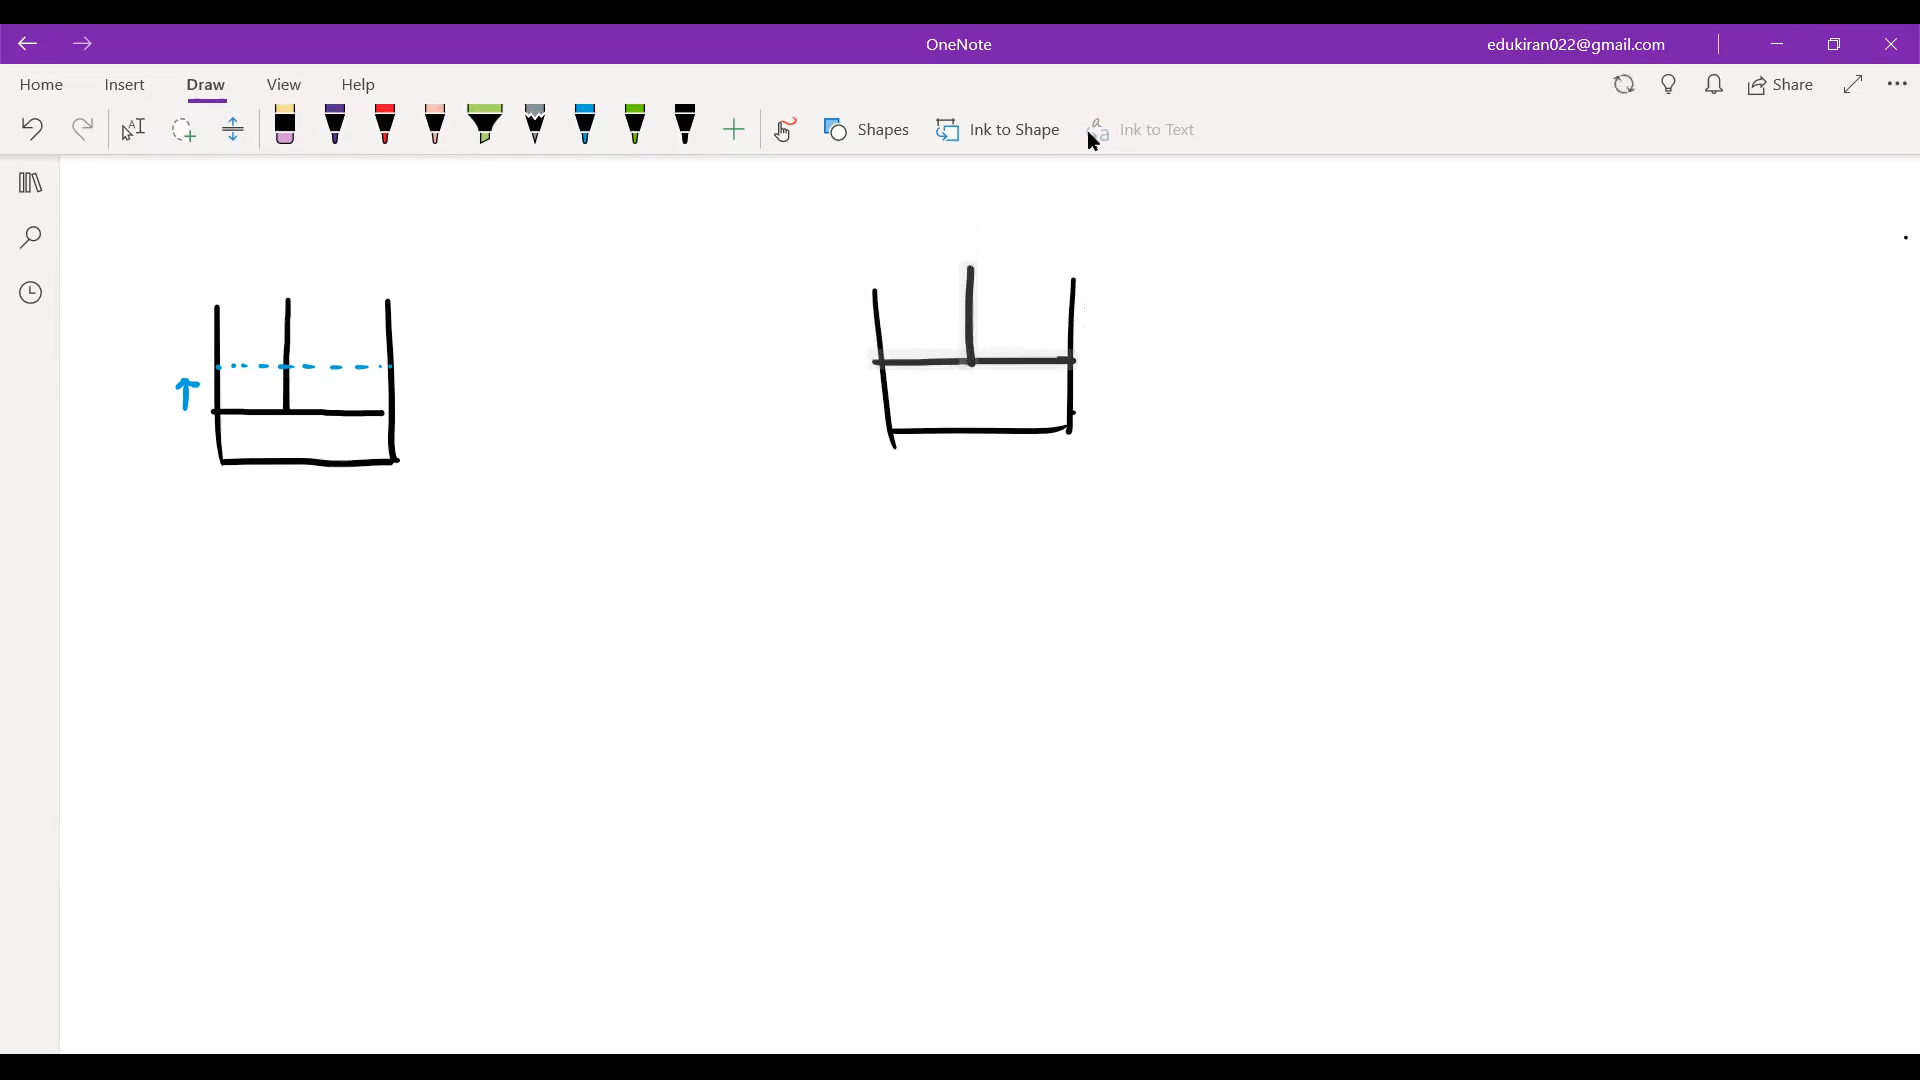 OneNote
edukiran022@gmail.com
Home Insert Draw View Help
Share
Shapes Ink to Shape Ink to Text